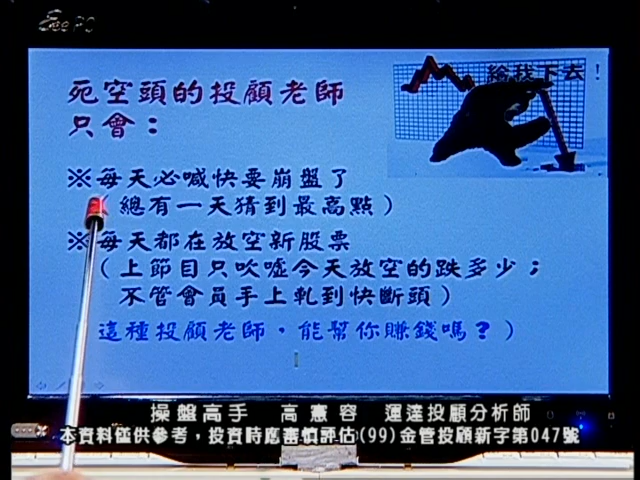 Eee PC
給我下去！
死空頭的投顧老師
只會：
※每天必喊快要崩盤了
（總有一天猜到最高點）
※每天都在放空新股票
（上節目只吹噓今天放空的跌多少；
不管會員手上軋到快斷頭）
這種投顧老師，能幫你賺錢嗎？）
操盤高手 高憲容 運達投顧分析師
本資料僅供參考，投資時應審慎評估(99)金管投顧新字第047號